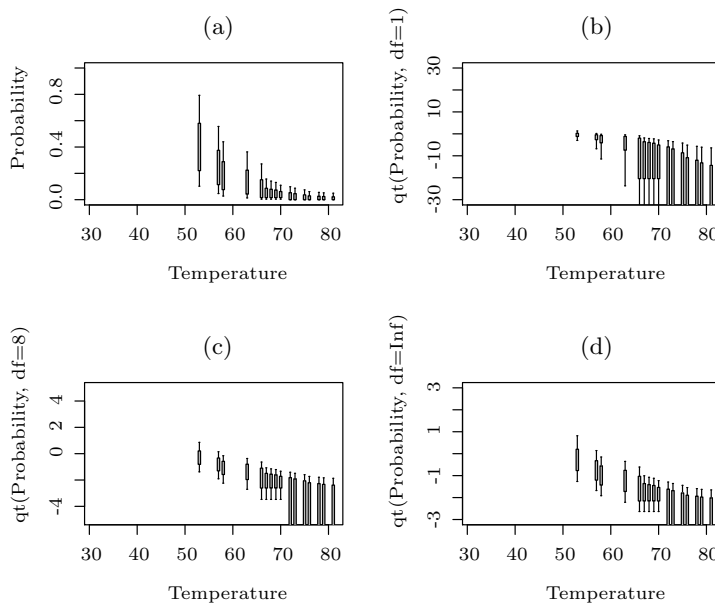 (a)
Probability
0.0
0.4
0.8
30 40 50 60 70 80
Temperature
(b)
qt(Probability, df=1)
-30
-10
10
30
30 40 50 60 70 80
Temperature
(c)
qt(Probability, df=8)
-4
0
4
30 40 50 60 70 80
Temperature
(d)
qt(Probability, df=Inf)
-3
-1
1
3
30 40 50 60 70 80
Temperature